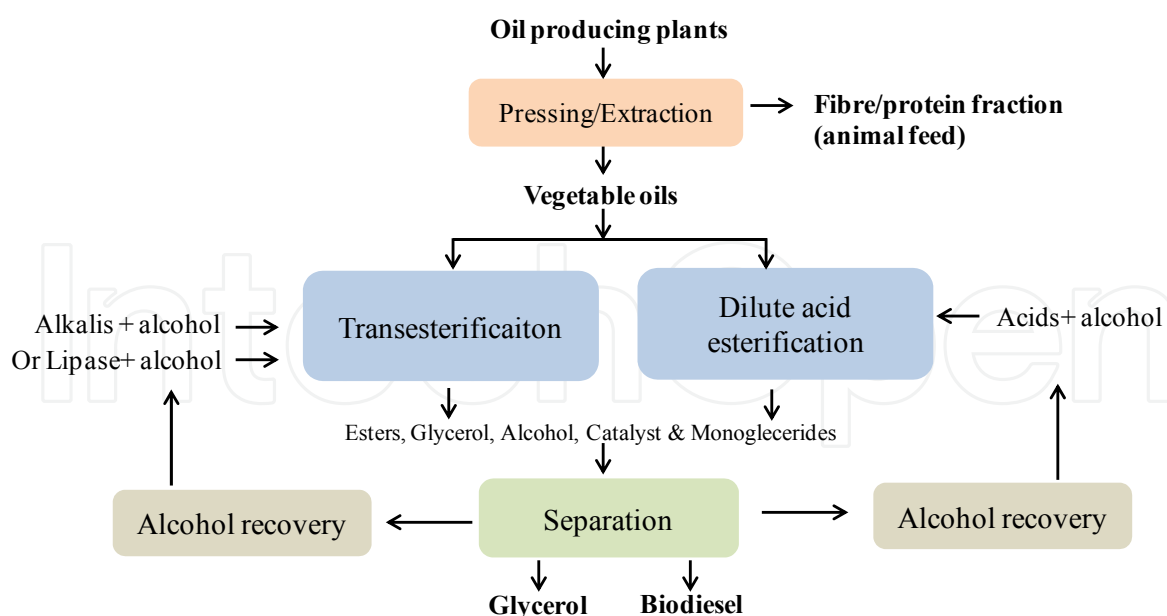 Oil producing plants
Pressing/Extraction
Fibre/protein fraction
(animal feed)
Vegetable oils
Transesterificaiton
Dilute acid
esterification
Alkalis + alcohol
Or Lipase+ alcohol
Acids+ alcohol
Esters, Glycerol, Alcohol, Catalyst & Monoglecerides
Alcohol recovery
Separation
Alcohol recovery
Glycerol
Biodiesel
IntechOpen